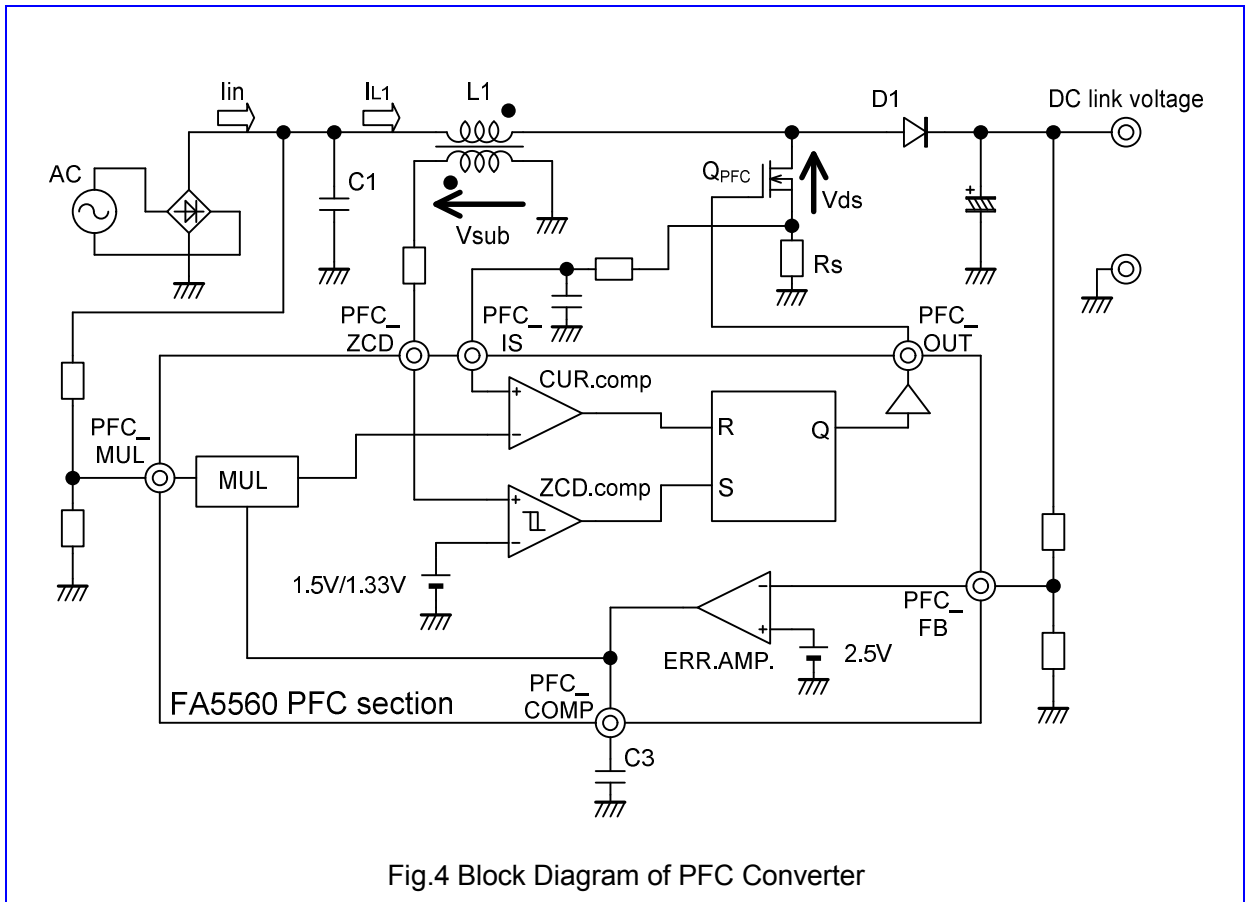 Iin
IL1
L1
D1
DC link voltage
AC
C1
QPFC
Vds
Vsub
Rs
+
PFC_
ZCD
PFC_
IS
PFC_
OUT
CUR.comp
+
-
R
Q
PFC_
MUL
MUL
ZCD.comp
S
+
-
1.5V/1.33V
-
+
PFC_
FB
ERR.AMP.
2.5V
FA5560 PFC section
PFC_
COMP
C3
Fig.4 Block Diagram of PFC Converter